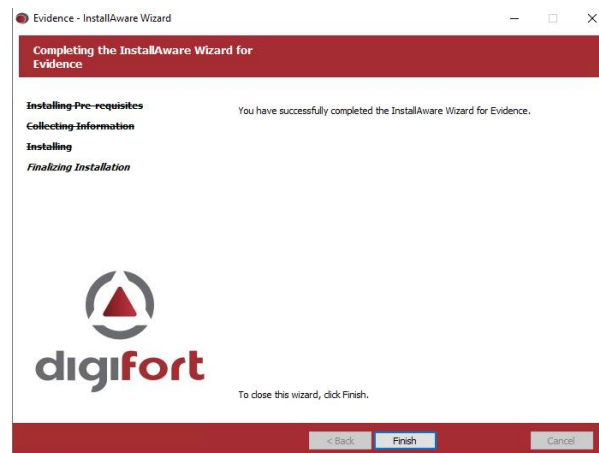 Evidence - InstallAware Wizard
Completing the InstallAware Wizard for
Evidence
Installing Pre-requisites
Collecting Information
Installing
Finalizing Installation
You have successfully completed the InstallAware Wizard for Evidence.
digifort
To close this wizard, click Finish.
< Back
Finish
Cancel